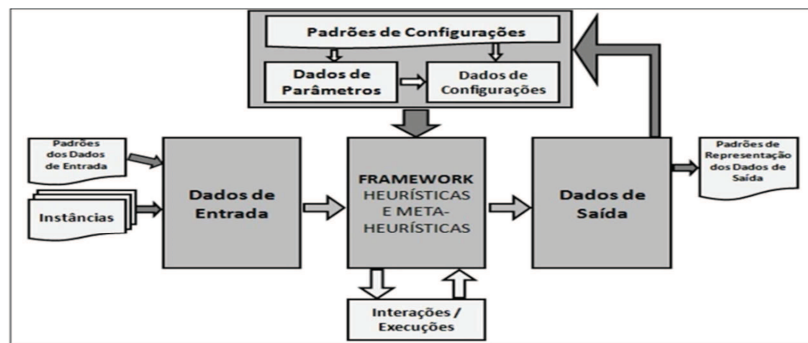 Padrões de Configurações
Dados de
Parâmetros
Dados de
Configurações
Padrões
dos Dados
de Entrada
Instâncias
Dados de
Entrada
FRAMEWORK
HEURÍSTICAS
E META-
HEURÍSTICAS
Dados de
Saída
Padrões de
Representação
dos Dados de
Saída
Interações /
Execuções